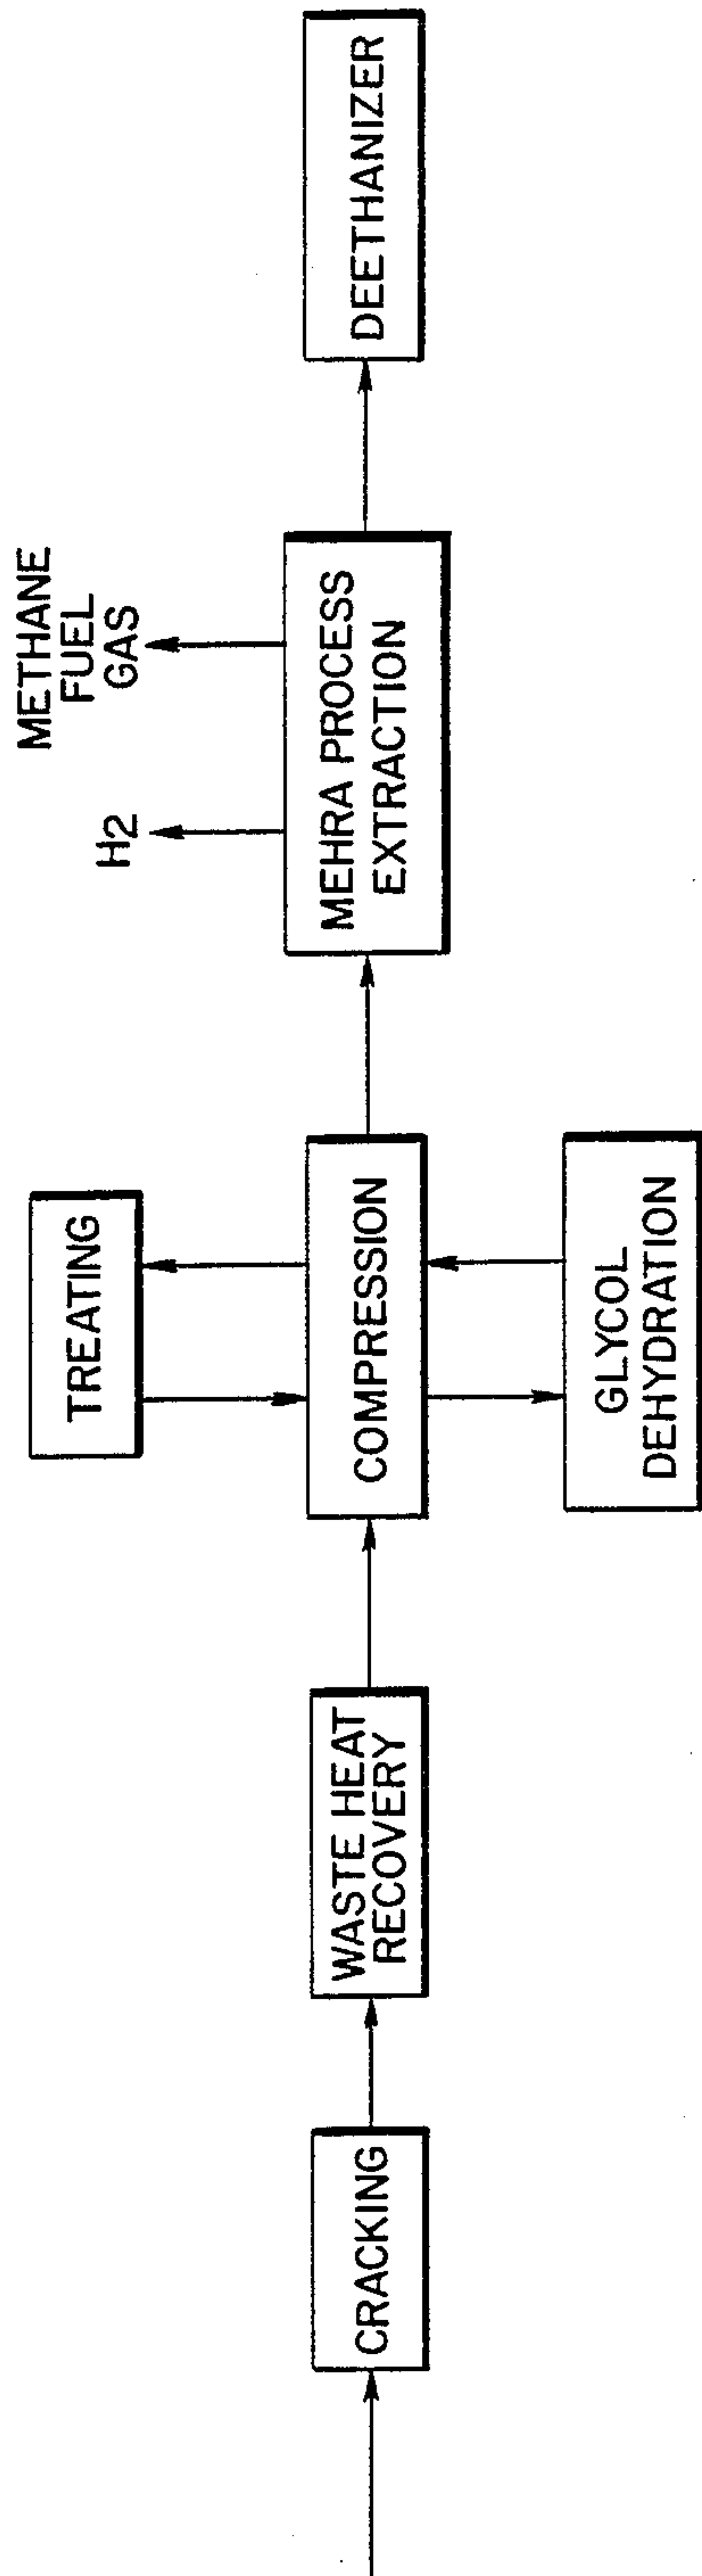 CRACKING
WASTE HEAT
RECOVERY
TREATING
COMPRESSION
GLYCOL
DEHYDRATION
H2
METHANE
FUEL
GAS
MEHRA PROCESS
EXTRACTION
DEETHANIZER